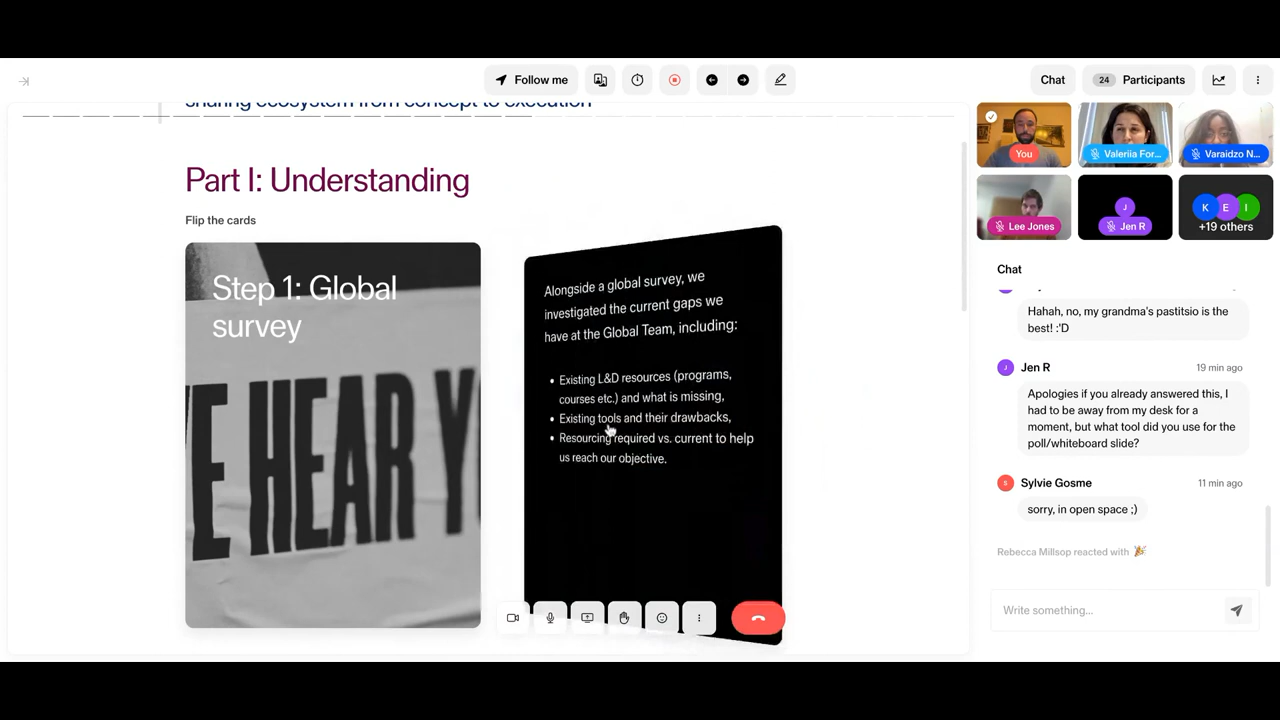 Follow me
Chat
24 Participants
sharing ecosystem from concept to execution
Part I: Understanding
Flip the cards
Step 1: Global
survey
E HEAR Y
Alongside a global survey, we
investigated the current gaps we
have at the Global Team, including:
• Existing L&D resources (programs,
courses etc.) and what is missing,
• Existing tools and their drawbacks,
• Resourcing required vs. current to help
us reach our objective.
You
Valeriia For...
Varaidzo N...
Lee Jones
J
Jen R
K E I
+19 others
Chat
Hahah, no, my grandma's pastitsio is the
best! :'D
J Jen R 19 min ago
Apologies if you already answered this, I
had to be away from my desk for a
moment, but what tool did you use for the
poll/whiteboard slide?
S Sylvie Gosme 11 min ago
sorry, in open space ;)
Rebecca Millsop reacted with 🎉
Write something...